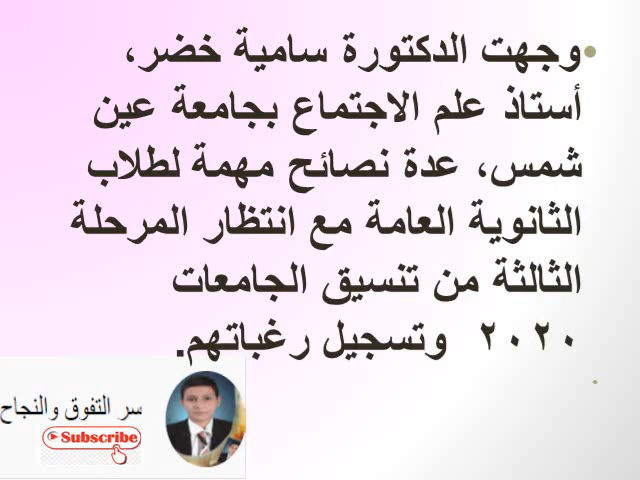 وجهت الدكتورة سامية خضر،
أستاذ علم الاجتماع بجامعة عين
شمس، عدة نصائح مهمة لطلاب
الثانوية العامة مع انتظار المرحلة
الثالثة من تنسيق الجامعات
٢٠٢٠ وتسجيل رغباتهم.
سر التفوق والنجاح
Subscribe